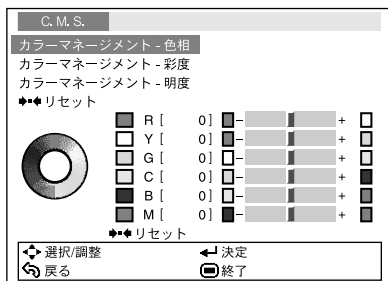 C. M. S.
カラーマネージメント - 色相
カラーマネージメント - 彩度
カラーマネージメント - 明度
リセット
R [ 0] - +
Y [ 0] - +
G [ 0] - +
C [ 0] - +
B [ 0] - +
M [ 0] - +
リセット
選択/調整 決定
戻る 終了